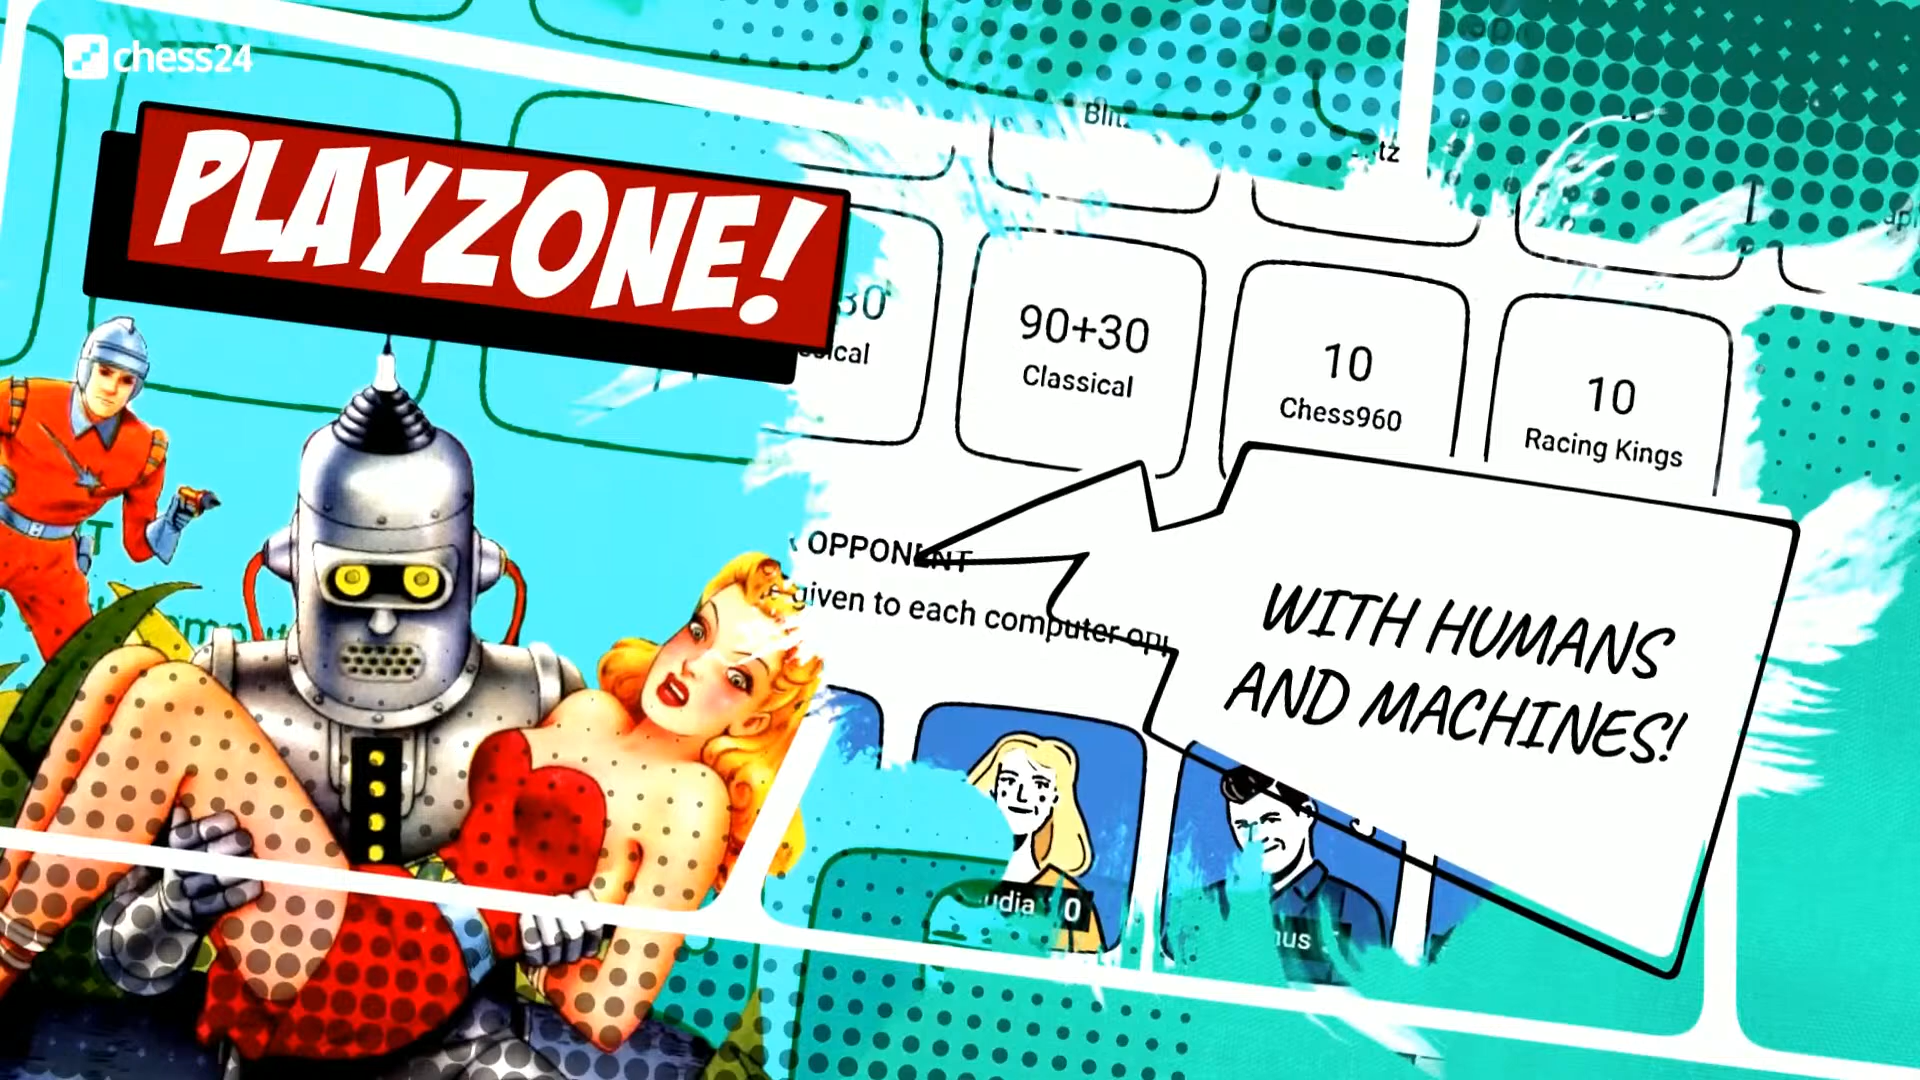 chess24
PLAYZONE!
90+30
Classical
10
Chess960
10
Racing Kings
OPPONENT
given to each computer
WITH HUMANS
AND MACHINES!
0